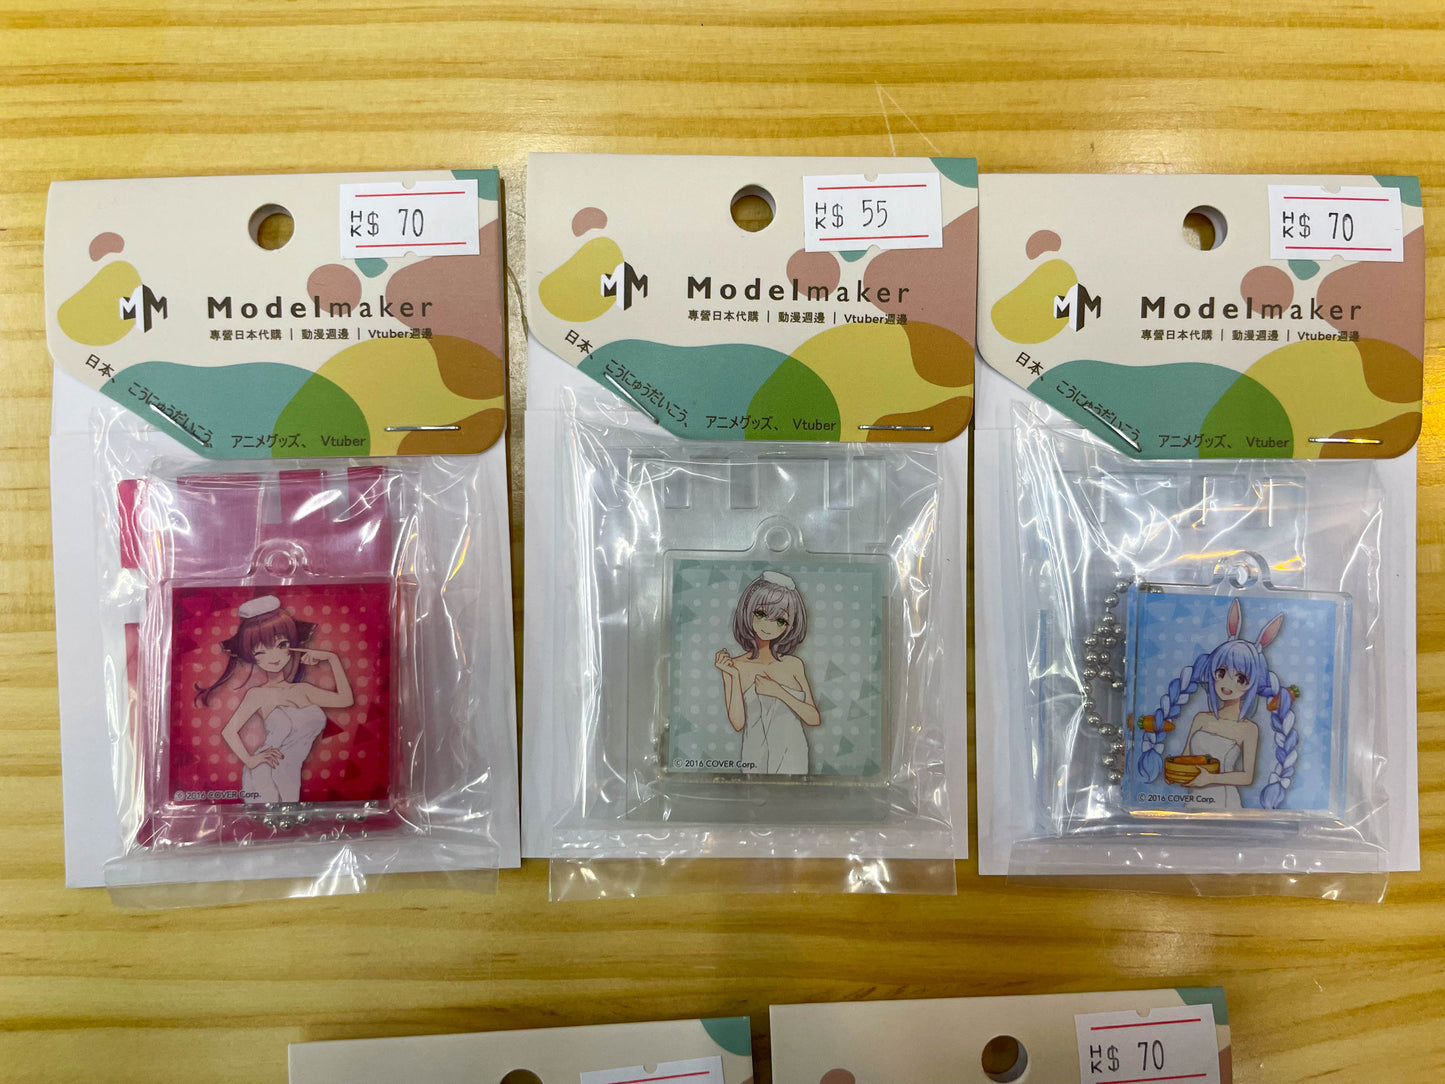 HK$ 70
MM Modelmaker
專營日本代購 | 動漫週邊 | Vtuber週邊
日本、 こうにゅうだいこう、 アニメグッズ、 Vtuber
© 2016 COVER Corp.
HK$ 55
MM Modelmaker
專營日本代購 | 動漫週邊 | Vtuber週邊
日本、 こうにゅうだいこう、 アニメグッズ、 Vtuber
© 2016 COVER Corp.
HK$ 70
MM Modelmaker
專營日本代購 | 動漫週邊 | Vtuber週邊
日本、 こうにゅうだいこう、 アニメグッズ、 Vtuber
© 2016 COVER Corp.
HK$ 70